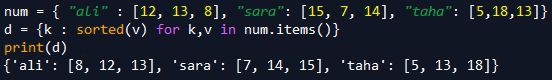 num = { "ali" : [12, 13, 8], "sara": [15, 7, 14], "taha": [5,18,13]}
d = {k : sorted(v) for k,v in num.items()}
print(d)
{'ali': [8, 12, 13], 'sara': [7, 14, 15], 'taha': [5, 13, 18]}